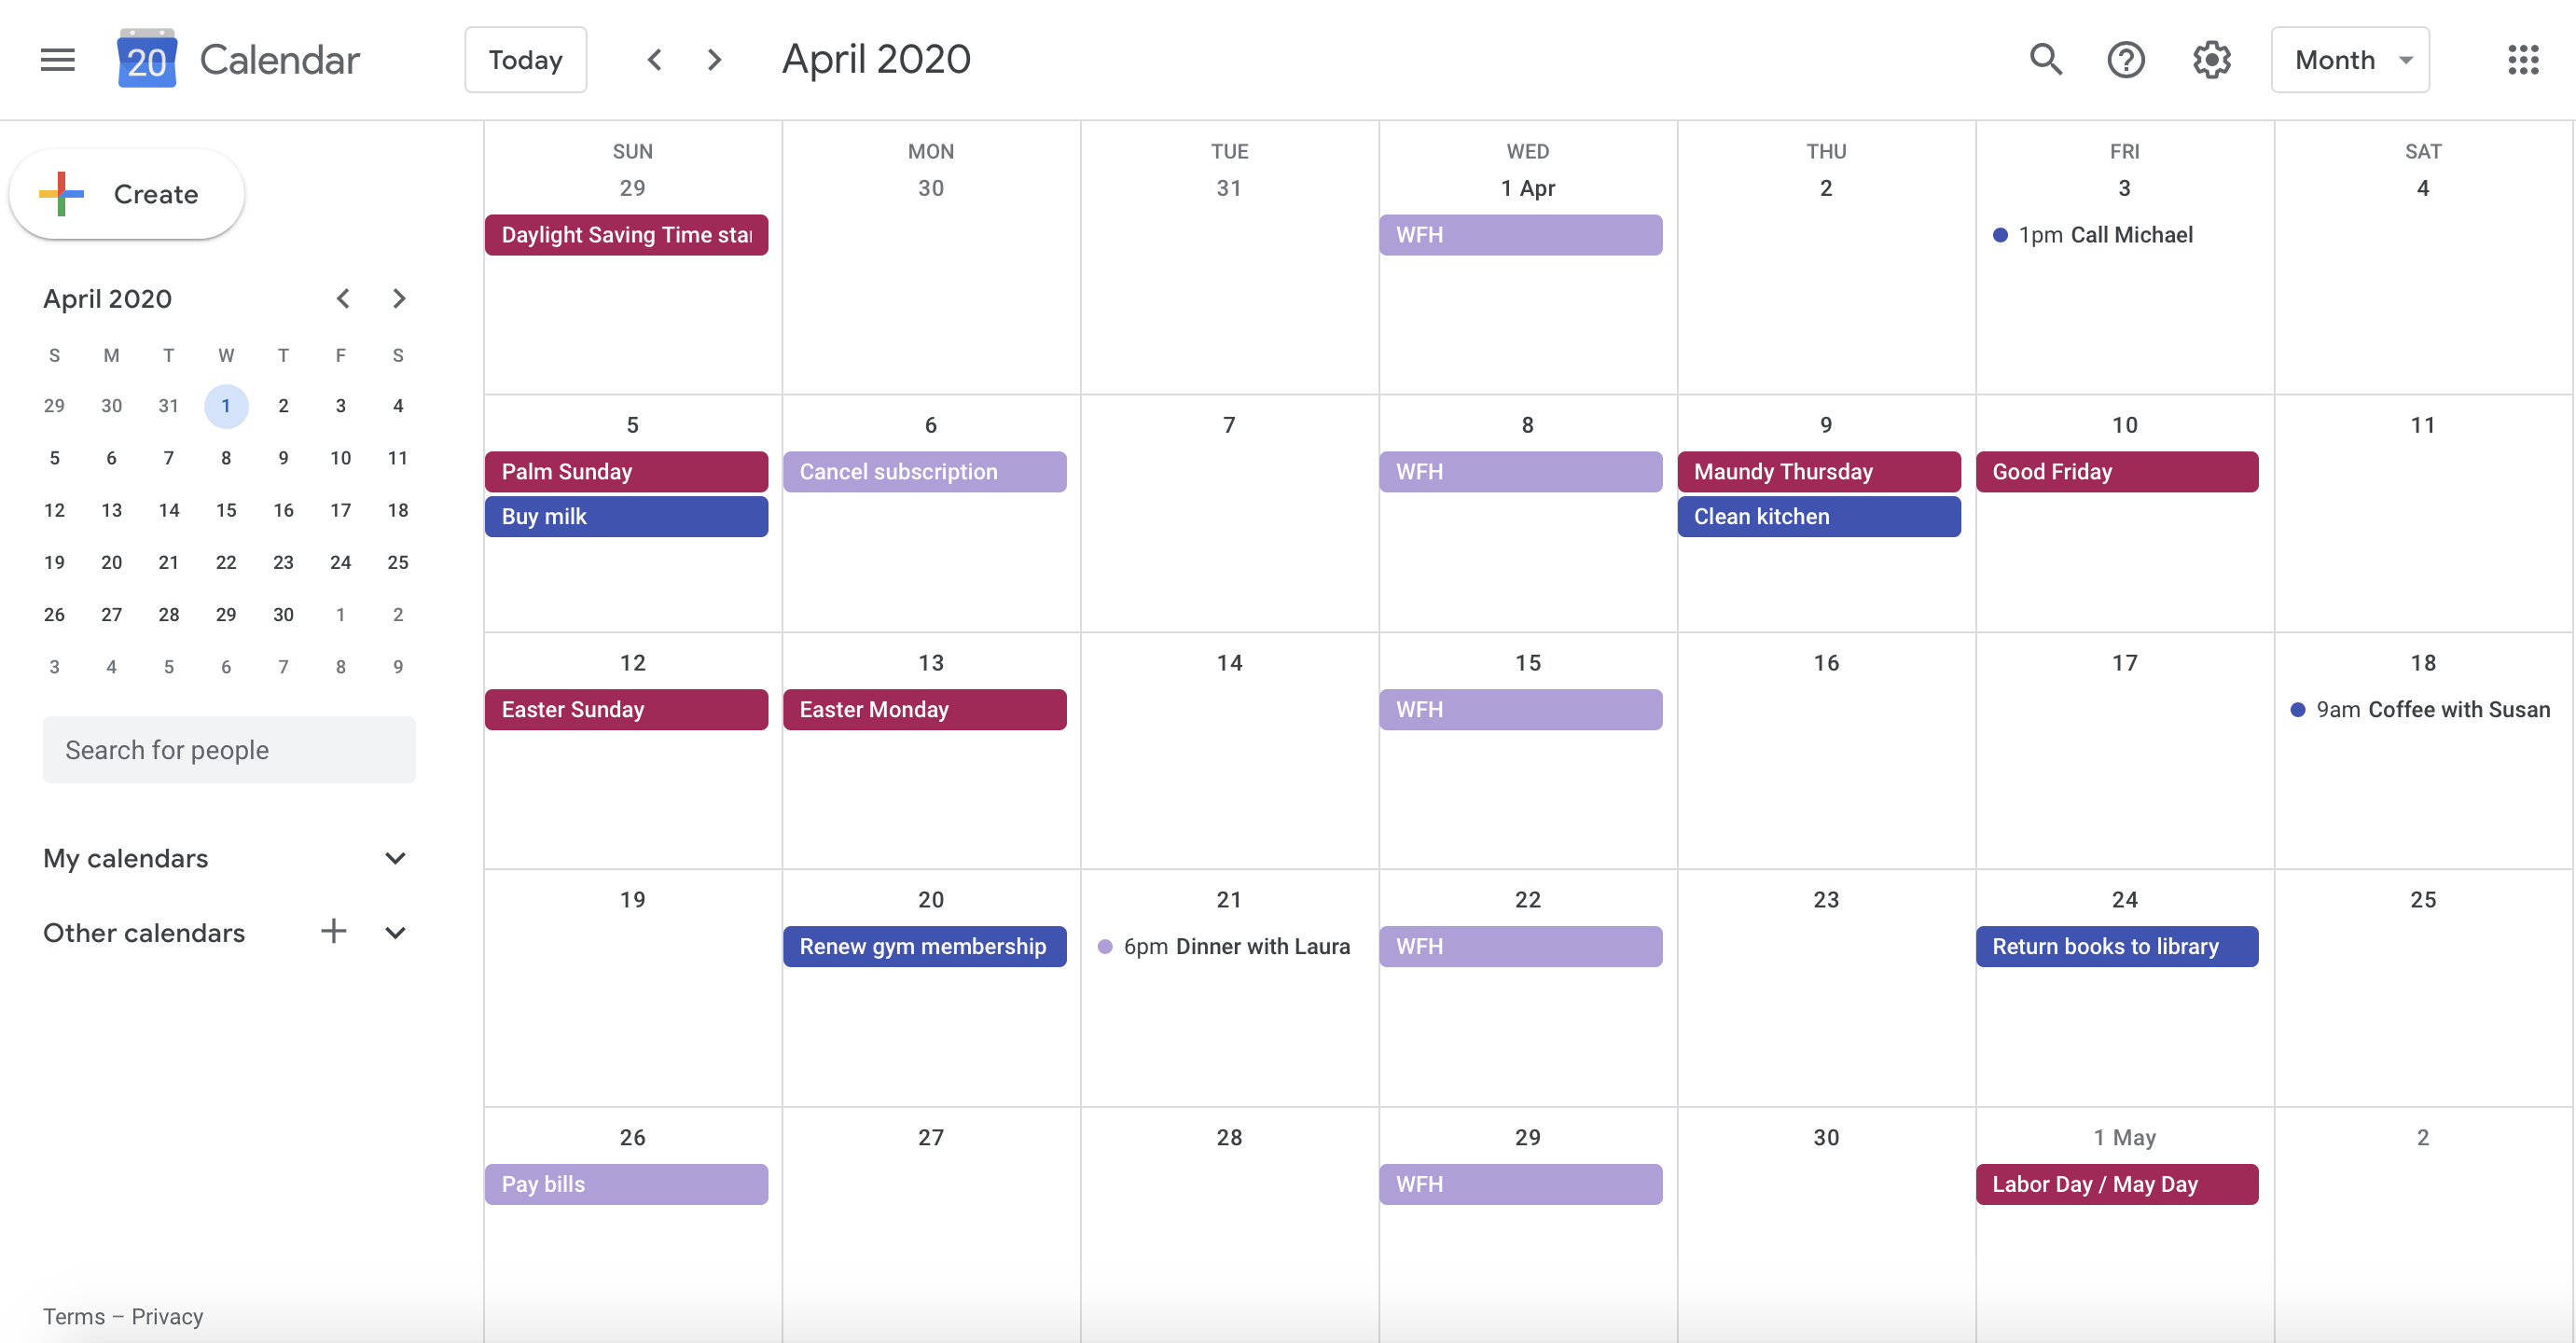 20 Calendar Today April 2020 Month
Create
April 2020
S M T W T F S
29 30 31 1 2 3 4
5 6 7 8 9 10 11
12 13 14 15 16 17 18
19 20 21 22 23 24 25
26 27 28 29 30 1 2
3 4 5 6 7 8 9
Search for people
My calendars
Other calendars
Terms – Privacy
SUN MON TUE WED THU FRI SAT
29 30 31 1 Apr 2 3 4
Daylight Saving Time star WFH 1pm Call Michael
5 6 7 8 9 10 11
Palm Sunday Cancel subscription WFH Maundy Thursday Good Friday
Buy milk Clean kitchen
12 13 14 15 16 17 18
Easter Sunday Easter Monday WFH 9am Coffee with Susan
19 20 21 22 23 24 25
Renew gym membership 6pm Dinner with Laura WFH Return books to library
26 27 28 29 30 1 May 2
Pay bills WFH Labor Day / May Day